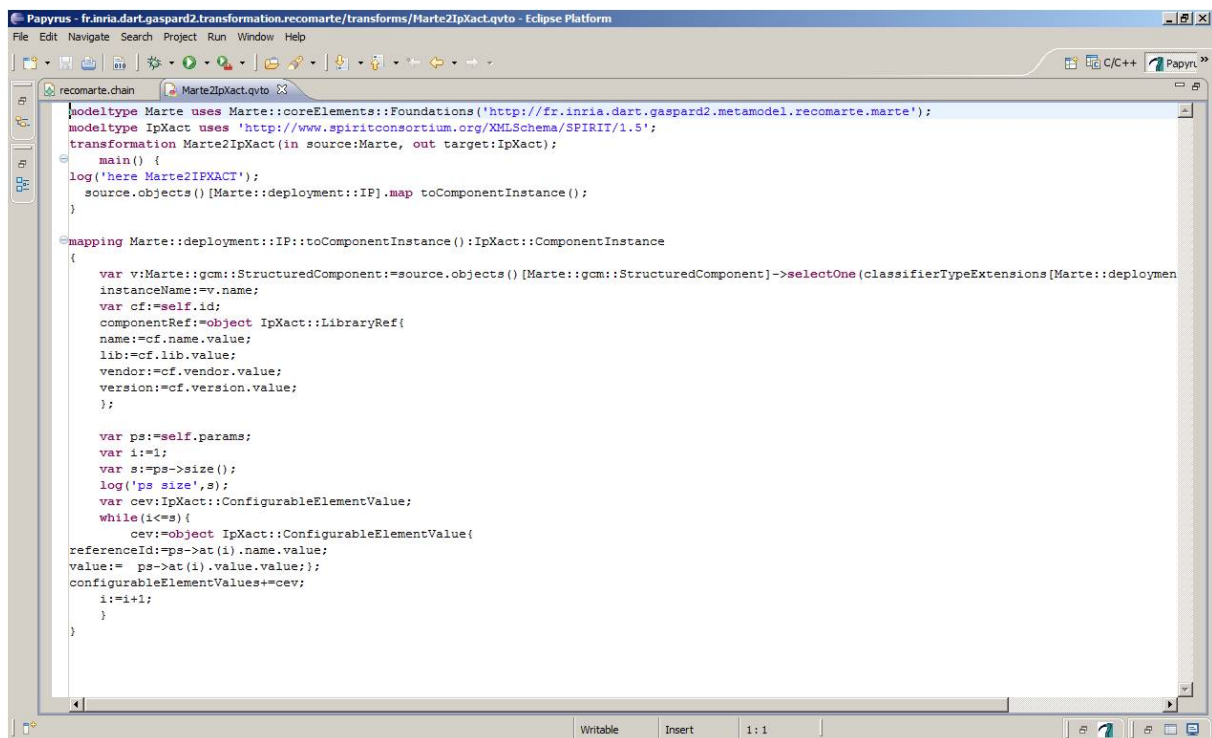 Papyrus - fr.inria.dart.gaspard2.transformation.recomarte/transforms/Marte2IpXact.qvto - Eclipse Platform
File Edit Navigate Search Project Run Window Help
C/C++ Papyru »
recomarte.chain Marte2IpXact.qvto
modeltype Marte uses Marte::coreElements::Foundations('http://fr.inria.dart.gaspard2.metamodel.recomarte.marte');
modeltype IpXact uses 'http://www.spiritconsortium.org/XMLSchema/SPIRIT/1.5';
transformation Marte2IpXact(in source:Marte, out target:IpXact);
main() {
log('here Marte2IPXACT');
source.objects()[Marte::deployment::IP].map toComponentInstance();
}
mapping Marte::deployment::IP::toComponentInstance():IpXact::ComponentInstance
{
var v:Marte::gcm::StructuredComponent:=source.objects()[Marte::gcm::StructuredComponent]->selectOne(classifierTypeExtensions[Marte::deploymen
instanceName:=v.name;
var cf:=self.id;
componentRef:=object IpXact::LibraryRef{
name:=cf.name.value;
lib:=cf.lib.value;
vendor:=cf.vendor.value;
version:=cf.version.value;
};
var ps:=self.params;
var i:=1;
var s:=ps->size();
log('ps size',s);
var cev:IpXact::ConfigurableElementValue;
while(i<=s){
cev:=object IpXact::ConfigurableElementValue{
referenceId:=ps->at(i).name.value;
value:= ps->at(i).value.value;};
configurableElementValues+=cev;
i:=i+1;
}
}
Writable Insert 1:1